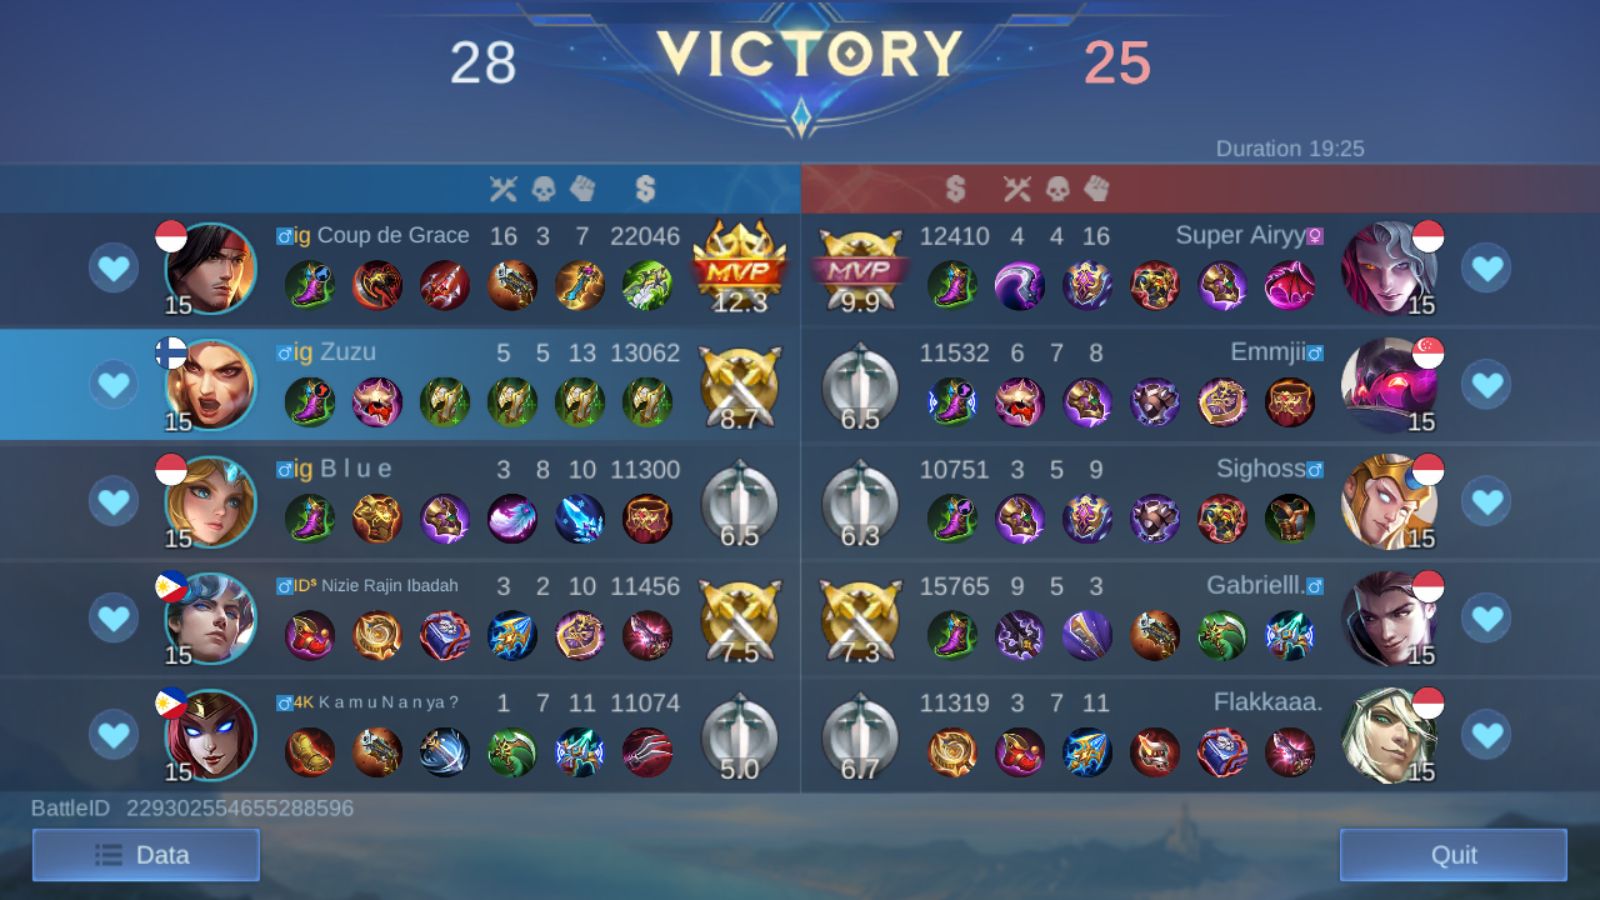 28 VICTORY 25
Duration 19:25
ig Coup de Grace 16 3 7 22046 MVP 12.3 15
MVP 9.9 12410 4 4 16 Super Airyy 15
ig Zuzu 5 5 13 13062 8.7 15
6.5 11532 6 7 8 Emmjii 15
ig B l u e 3 8 10 11300 6.5 15
6.3 10751 3 5 9 Sighoss 15
IDˢ Nizie Rajin Ibadah 3 2 10 11456 7.5 15
7.3 15765 9 5 3 Gabrielll. 15
4K K a m u N a n ya ? 1 7 11 11074 5.0 15
6.7 11319 3 7 11 Flakkaaa. 15
BattleID 229302554655288596
Data
Quit